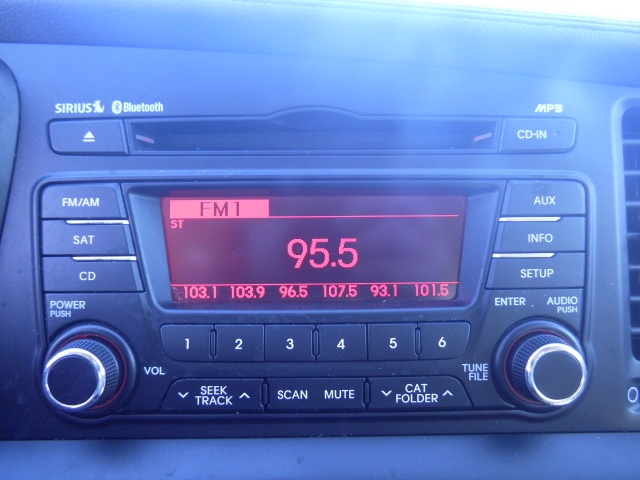 SIRIUS Bluetooth MP3
CD-IN
FM/AM FM1 AUX
ST
SAT 95.5 INFO
CD SETUP
103.1 103.9 96.5 107.5 93.1 101.5
POWER PUSH ENTER AUDIO PUSH
1 2 3 4 5 6
VOL TUNE FILE
SEEK TRACK SCAN MUTE CAT FOLDER